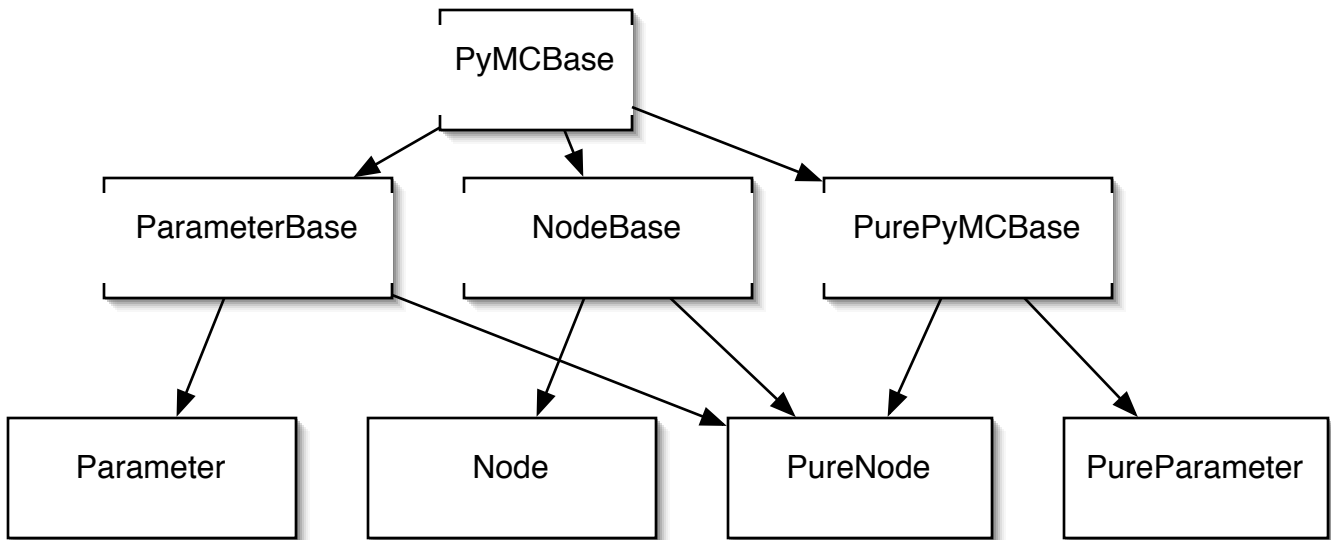 PyMCBase
ParameterBase
NodeBase
PurePyMCBase
Parameter
Node
PureNode
PureParameter